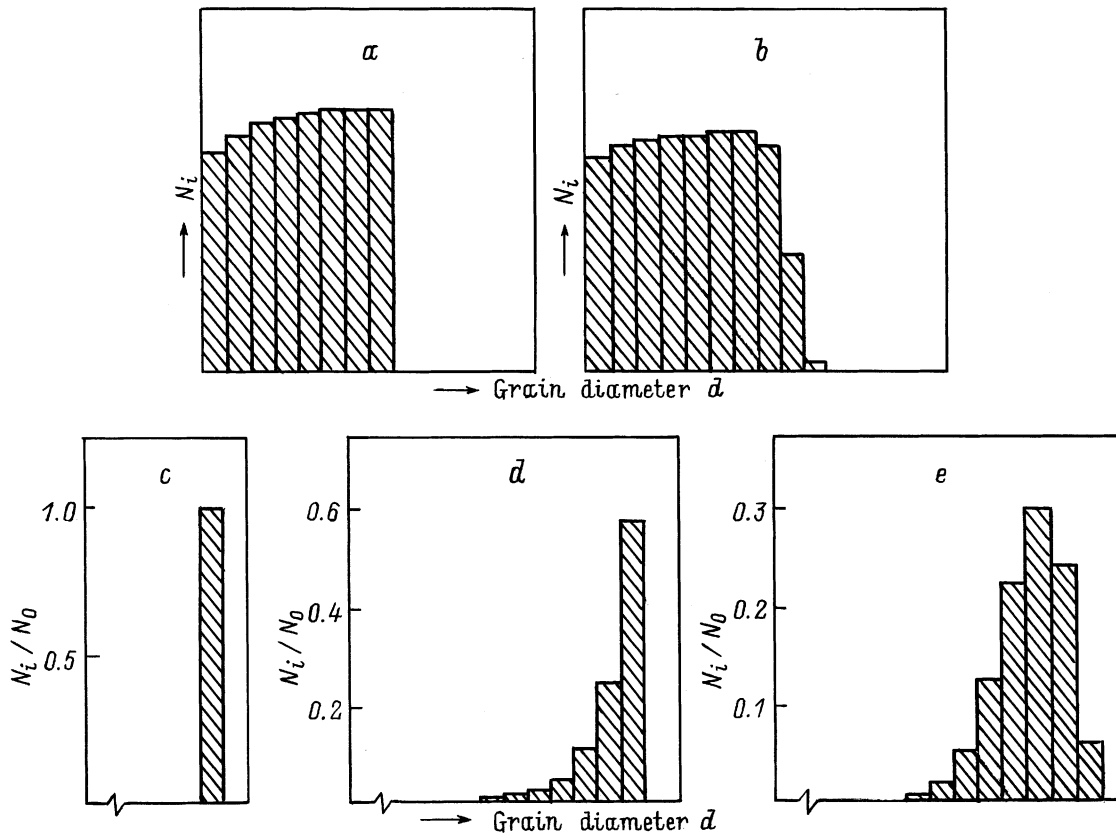 a
b
N_i
N_i
Grain diameter d
c
d
e
1.0
0.5
N_i / N_0
0.6
0.4
0.2
N_i / N_0
0.3
0.2
0.1
N_i / N_0
Grain diameter d